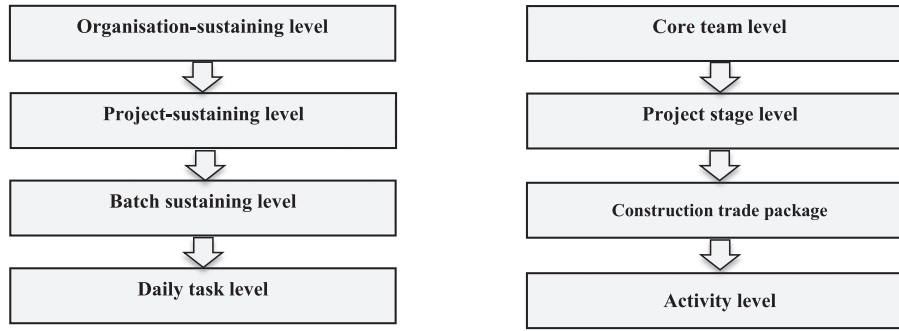 Organisation-sustaining level
Project-sustaining level
Batch sustaining level
Daily task level
Core team level
Project stage level
Construction trade package
Activity level